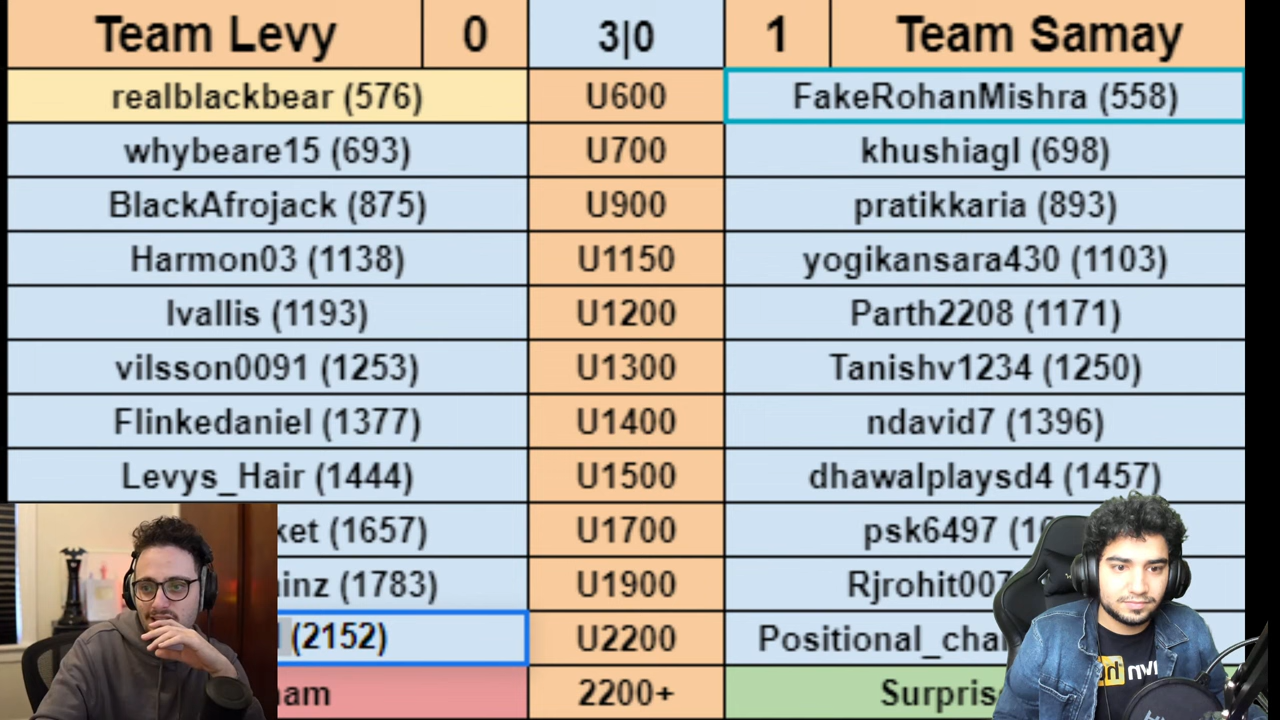 Team Levy 0 3|0 1 Team Samay
realblackbear (576) U600 FakeRohanMishra (558)
whybeare15 (693) U700 khushiagl (698)
BlackAfrojack (875) U900 pratikkaria (893)
Harmon03 (1138) U1150 yogikansara430 (1103)
Ivallis (1193) U1200 Parth2208 (1171)
vilsson0091 (1253) U1300 Tanishv1234 (1250)
Flinkedaniel (1377) U1400 ndavid7 (1396)
Levys_Hair (1444) U1500 dhawalplaysd4 (1457)
ket (1657) U1700 psk6497
inz (1783) U1900 Rjrohit007
(2152) U2200 Positional_cha
am 2200+ Surpris